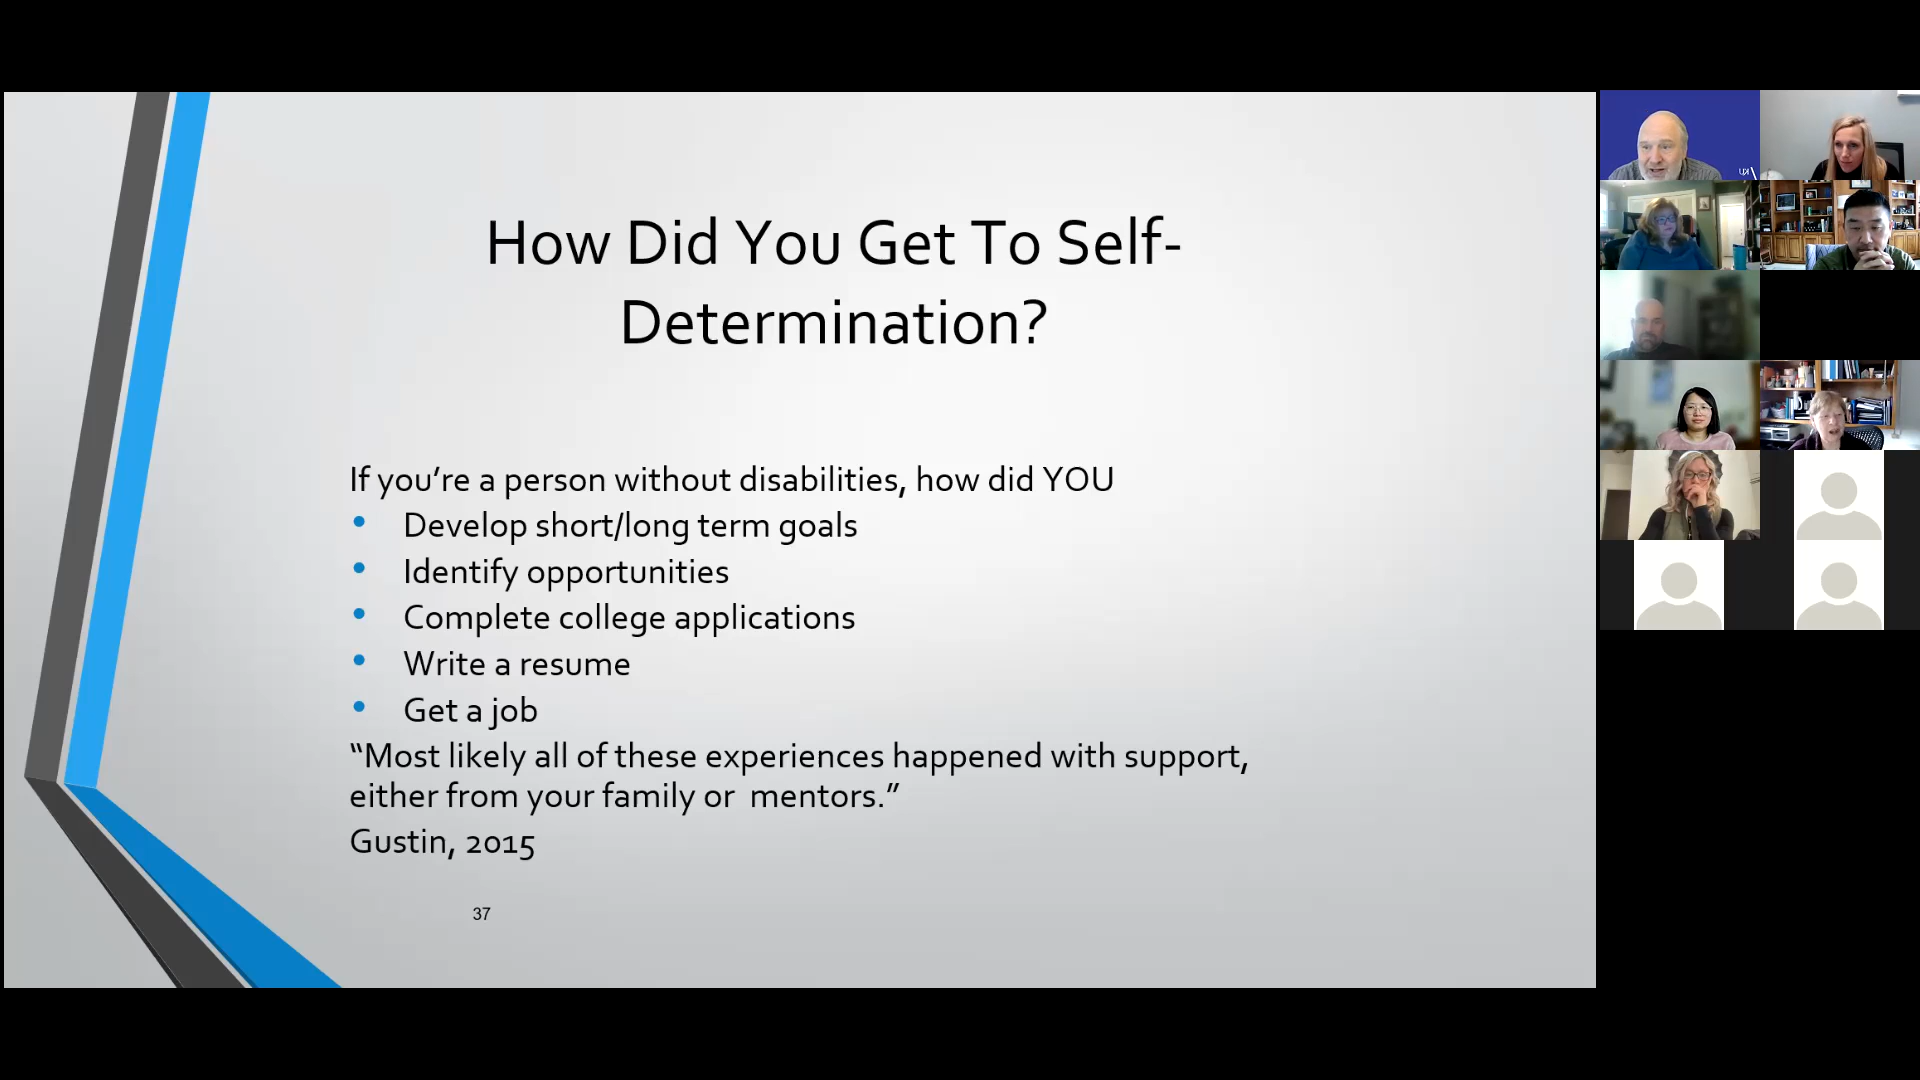 How Did You Get To Self-
Determination?
If you’re a person without disabilities, how did YOU
• Develop short/long term goals
• Identify opportunities
• Complete college applications
• Write a resume
• Get a job
“Most likely all of these experiences happened with support,
either from your family or  mentors.”
Gustin, 2015
37